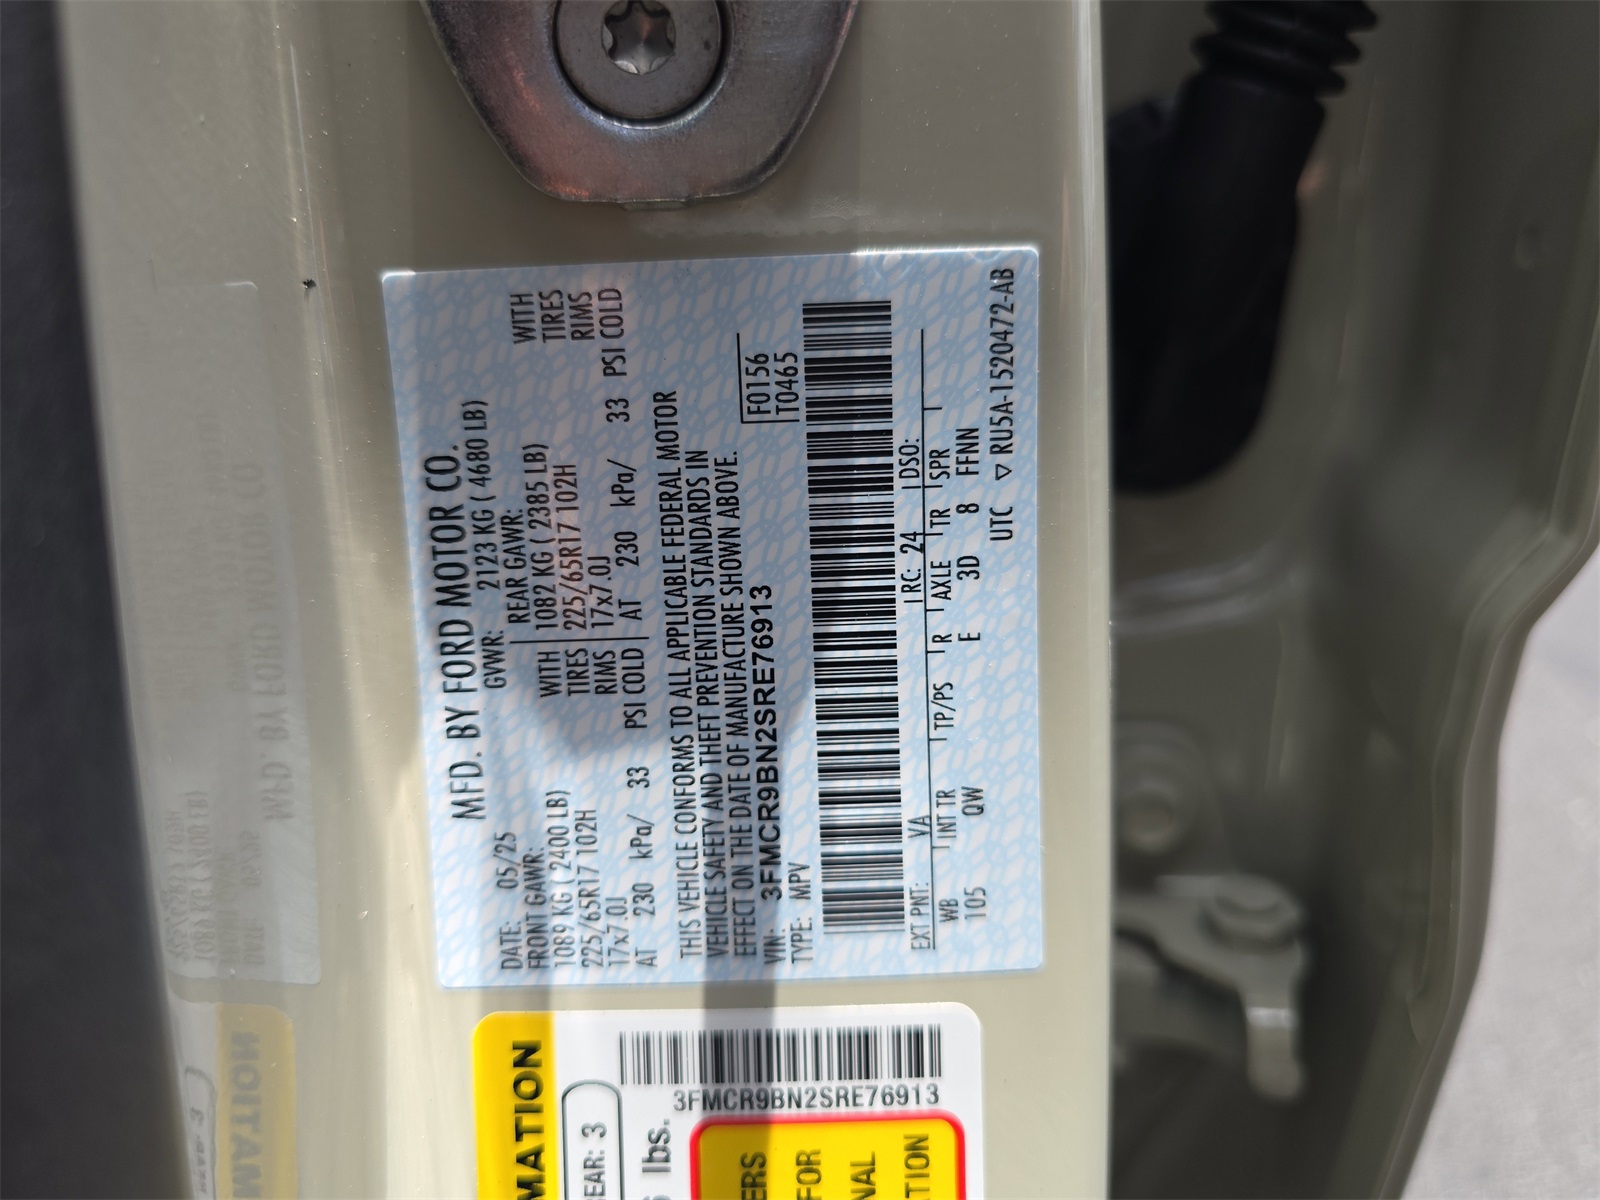 MFD. BY FORD MOTOR CO.
DATE: 05/25 GVWR: 2123 KG ( 4680 LB)
FRONT GAWR: REAR GAWR:
1089 KG ( 2400 LB) WITH 1082 KG ( 2385 LB) WITH
225/65R17 102H TIRES 225/65R17 102H TIRES
17x7.0J RIMS 17x7.0J RIMS
AT 230 kPa/ 33 PSI COLD AT 230 kPa/ 33 PSI COLD
THIS VEHICLE CONFORMS TO ALL APPLICABLE FEDERAL MOTOR
VEHICLE SAFETY AND THEFT PREVENTION STANDARDS IN
EFFECT ON THE DATE OF MANUFACTURE SHOWN ABOVE.
VIN: 3FMCR9BN2SRE76913 F0156
TYPE: MPV T0465
EXT PNT: VA RC: 24 DSO:
WB INT TR TP/PS R AXLE TR SPR
105 QW E 3D 8 FFNN
UTC ▽ RU5A-1520472-AB
MATION
EAR: 3
lbs.
3FMCR9BN2SRE76913
ERS
FOR
NAL
ATION